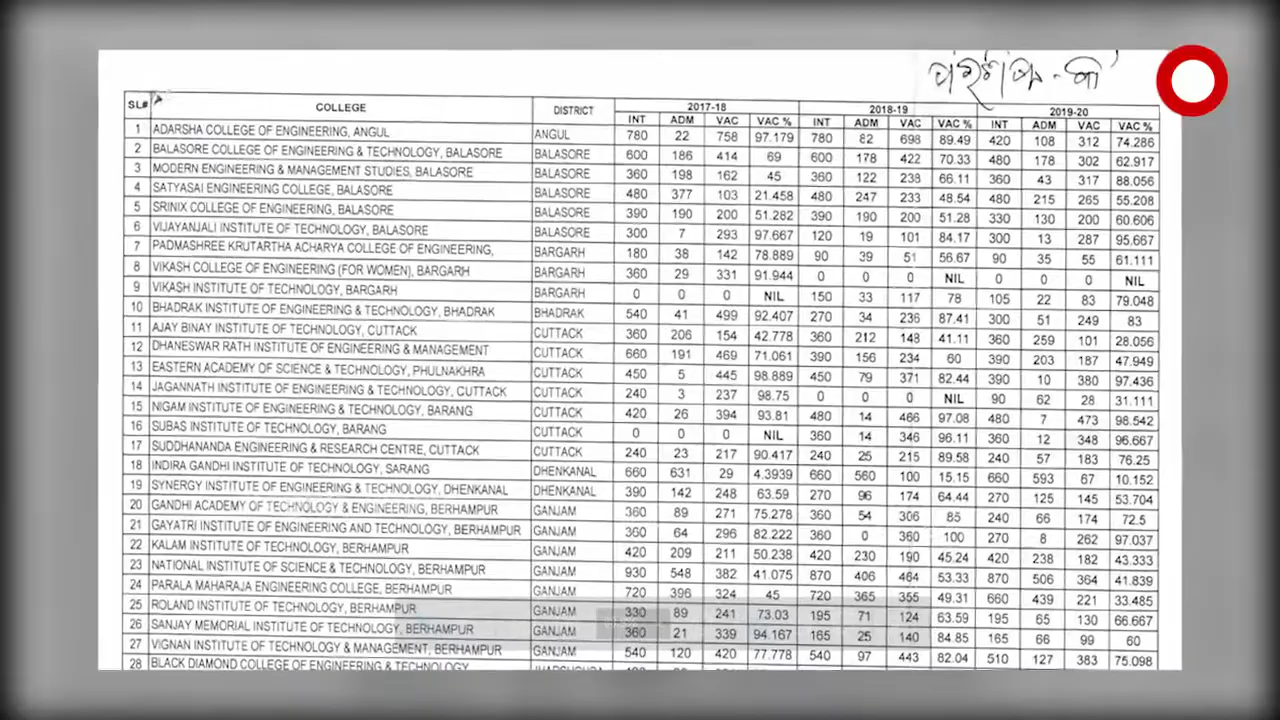 ପରିଶିଷ୍ଟ - କ
SL# COLLEGE DISTRICT 2017-18 2018-19 2019-20
INT ADM VAC VAC % INT ADM VAC VAC % INT ADM VAC VAC %
1 ADARSHA COLLEGE OF ENGINEERING, ANGUL ANGUL 780 22 758 97.179 780 82 698 89.49 420 108 312 74.286
2 BALASORE COLLEGE OF ENGINEERING & TECHNOLOGY, BALASORE BALASORE 600 186 414 69 600 178 422 70.33 480 178 302 62.917
3 MODERN ENGINEERING & MANAGEMENT STUDIES, BALASORE BALASORE 360 198 162 45 360 122 238 66.11 360 43 317 88.056
4 SATYASAI ENGINEERING COLLEGE, BALASORE BALASORE 480 377 103 21.458 480 247 233 48.54 480 215 265 55.208
5 SRINIX COLLEGE OF ENGINEERING, BALASORE BALASORE 390 190 200 51.282 390 190 200 51.28 330 130 200 60.606
6 VIJAYANJALI INSTITUTE OF TECHNOLOGY, BALASORE BALASORE 300 7 293 97.667 120 19 101 84.17 300 13 287 95.667
7 PADMASHREE KRUTARTHA ACHARYA COLLEGE OF ENGINEERING, BARGARH 180 38 142 78.889 90 39 51 56.67 90 35 55 61.111
8 VIKASH COLLEGE OF ENGINEERING (FOR WOMEN), BARGARH BARGARH 360 29 331 91.944 0 0 0 NIL 0 0 0 NIL
9 VIKASH INSTITUTE OF TECHNOLOGY, BARGARH BARGARH 0 0 0 NIL 150 33 117 78 105 22 83 79.048
10 BHADRAK INSTITUTE OF ENGINEERING & TECHNOLOGY, BHADRAK BHADRAK 540 41 499 92.407 270 34 236 87.41 300 51 249 83
11 AJAY BINAY INSTITUTE OF TECHNOLOGY, CUTTACK CUTTACK 360 206 154 42.778 360 212 148 41.11 360 259 101 28.056
12 DHANESWAR RATH INSTITUTE OF ENGINEERING & MANAGEMENT CUTTACK 660 191 469 71.061 390 156 234 60 390 203 187 47.949
13 EASTERN ACADEMY OF SCIENCE & TECHNOLOGY, PHULNAKHRA CUTTACK 450 5 445 98.889 450 79 371 82.44 390 10 380 97.436
14 JAGANNATH INSTITUTE OF ENGINEERING & TECHNOLOGY, CUTTACK CUTTACK 240 3 237 98.75 0 0 0 NIL 90 62 28 31.111
15 NIGAM INSTITUTE OF ENGINEERING & TECHNOLOGY, BARANG CUTTACK 420 26 394 93.81 480 14 466 97.08 480 7 473 98.542
16 SUBAS INSTITUTE OF TECHNOLOGY, BARANG CUTTACK 0 0 0 NIL 360 14 346 96.11 360 12 348 96.667
17 SUDDHANANDA ENGINEERING & RESEARCH CENTRE, CUTTACK CUTTACK 240 23 217 90.417 240 25 215 89.58 240 57 183 76.25
18 INDIRA GANDHI INSTITUTE OF TECHNOLOGY, SARANG DHENKANAL 660 631 29 4.3939 660 560 100 15.15 660 593 67 10.152
19 SYNERGY INSTITUTE OF ENGINEERING & TECHNOLOGY, DHENKANAL DHENKANAL 390 142 248 63.59 270 96 174 64.44 270 125 145 53.704
20 GANDHI ACADEMY OF TECHNOLOGY & ENGINEERING, BERHAMPUR GANJAM 360 89 271 75.278 360 54 306 85 240 66 174 72.5
21 GAYATRI INSTITUTE OF ENGINEERING AND TECHNOLOGY, BERHAMPUR GANJAM 360 64 296 82.222 360 0 360 100 270 8 262 97.037
22 KALAM INSTITUTE OF TECHNOLOGY, BERHAMPUR GANJAM 420 209 211 50.238 420 230 190 45.24 420 238 182 43.333
23 NATIONAL INSTITUTE OF SCIENCE & TECHNOLOGY, BERHAMPUR GANJAM 930 548 382 41.075 870 406 464 53.33 870 506 364 41.839
24 PARALA MAHARAJA ENGINEERING COLLEGE, BERHAMPUR GANJAM 720 396 324 45 720 365 355 49.31 660 439 221 33.485
25 ROLAND INSTITUTE OF TECHNOLOGY, BERHAMPUR GANJAM 330 89 241 73.03 195 71 124 63.59 195 65 130 66.667
26 SANJAY MEMORIAL INSTITUTE OF TECHNOLOGY, BERHAMPUR GANJAM 360 21 339 94.167 165 25 140 84.85 165 66 99 60
27 VIGNAN INSTITUTE OF TECHNOLOGY & MANAGEMENT, BERHAMPUR GANJAM 540 120 420 77.778 540 97 443 82.04 510 127 383 75.098
28 BLACK DIAMOND COLLEGE OF ENGINEERING & TECHNOLOGY